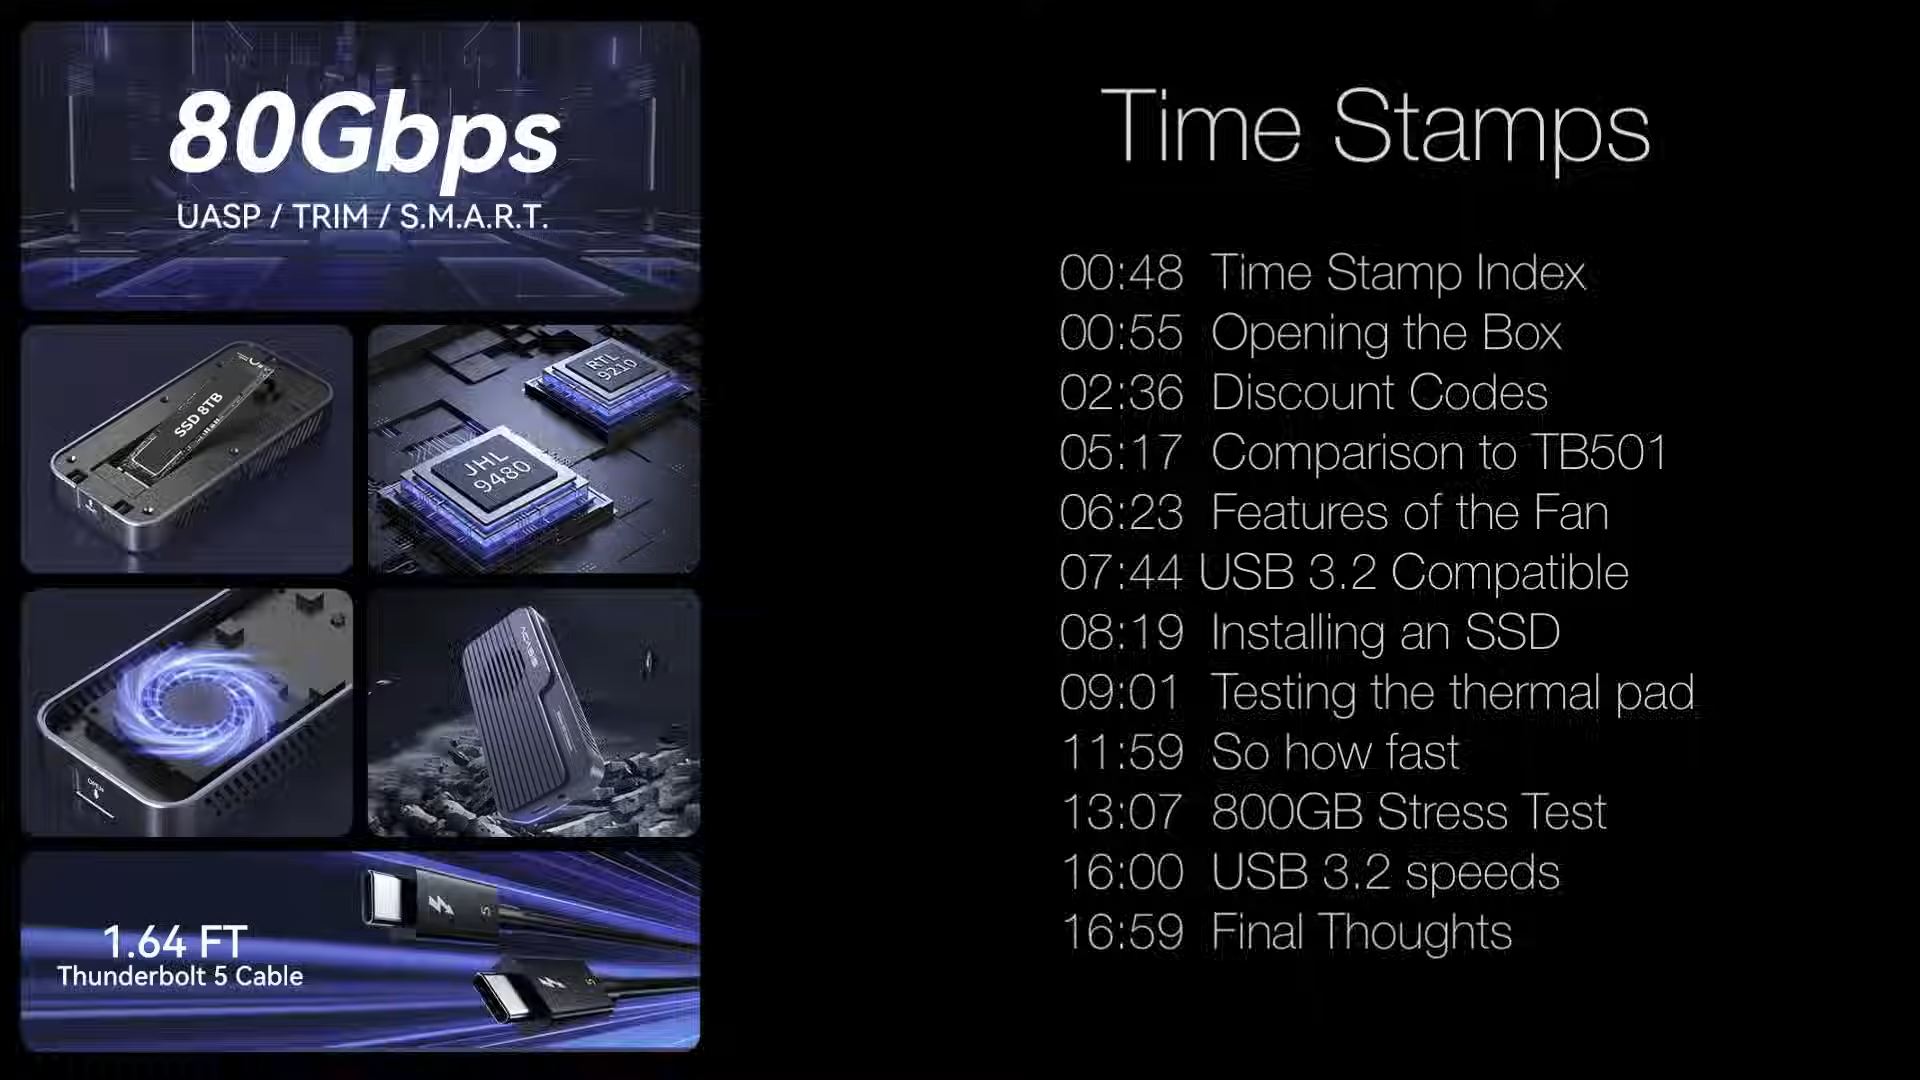 80Gbps
UASP / TRIM / S.M.A.R.T.
SSD 8TB
RTL
9210
JHL
9480
OPEN
ACASIS
1.64 FT
Thunderbolt 5 Cable
5
5
Time Stamps
00:48 Time Stamp Index
00:55 Opening the Box
02:36 Discount Codes
05:17 Comparison to TB501
06:23 Features of the Fan
07:44 USB 3.2 Compatible
08:19 Installing an SSD
09:01 Testing the thermal pad
11:59 So how fast
13:07 800GB Stress Test
16:00 USB 3.2 speeds
16:59 Final Thoughts